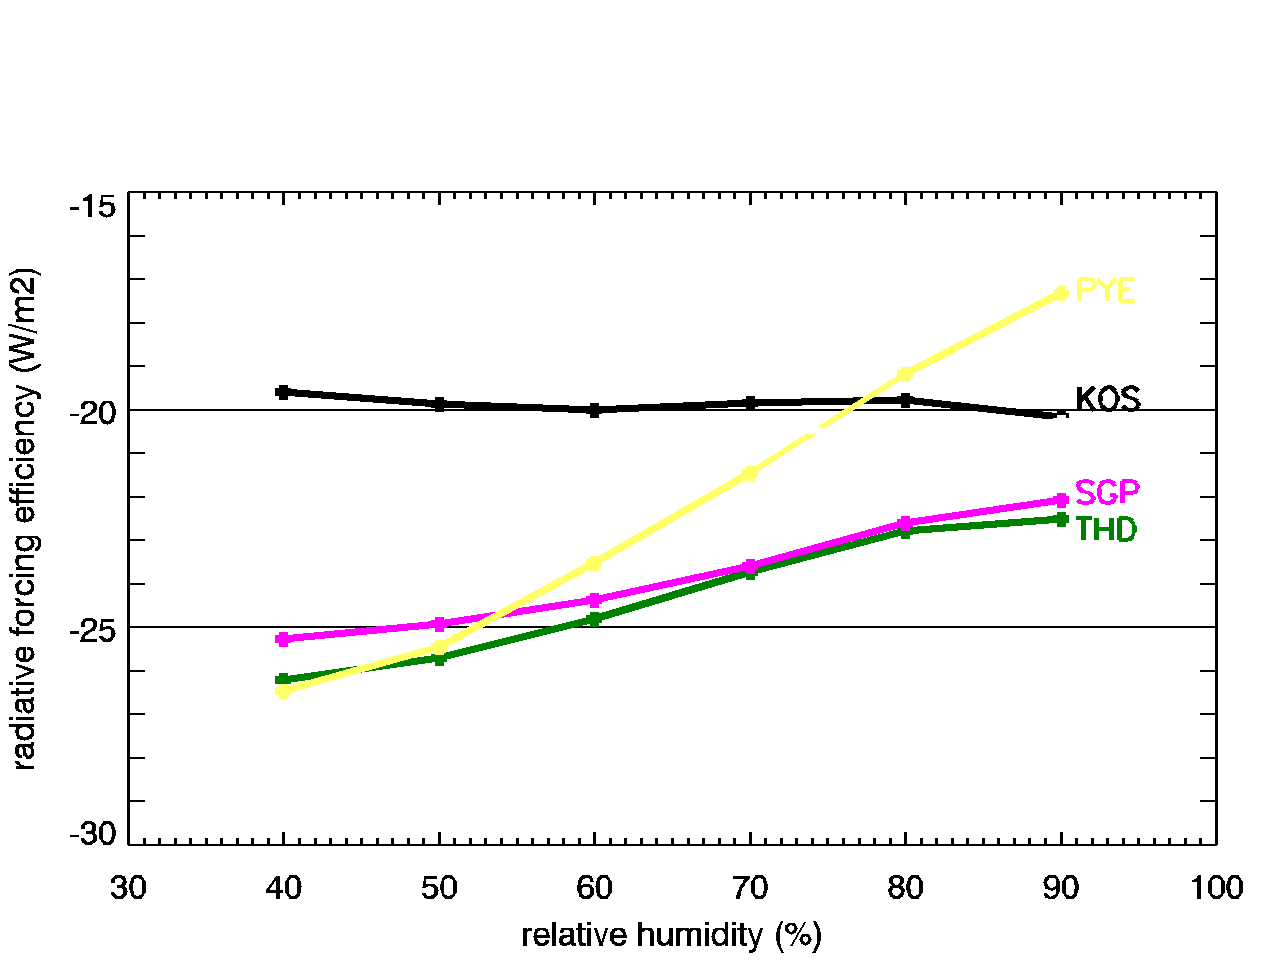 -15
-20
-25
-30
radiative forcing efficiency (W/m2)
PYE
KOS
SGP
THD
30 40 50 60 70 80 90 100
relative humidity (%)